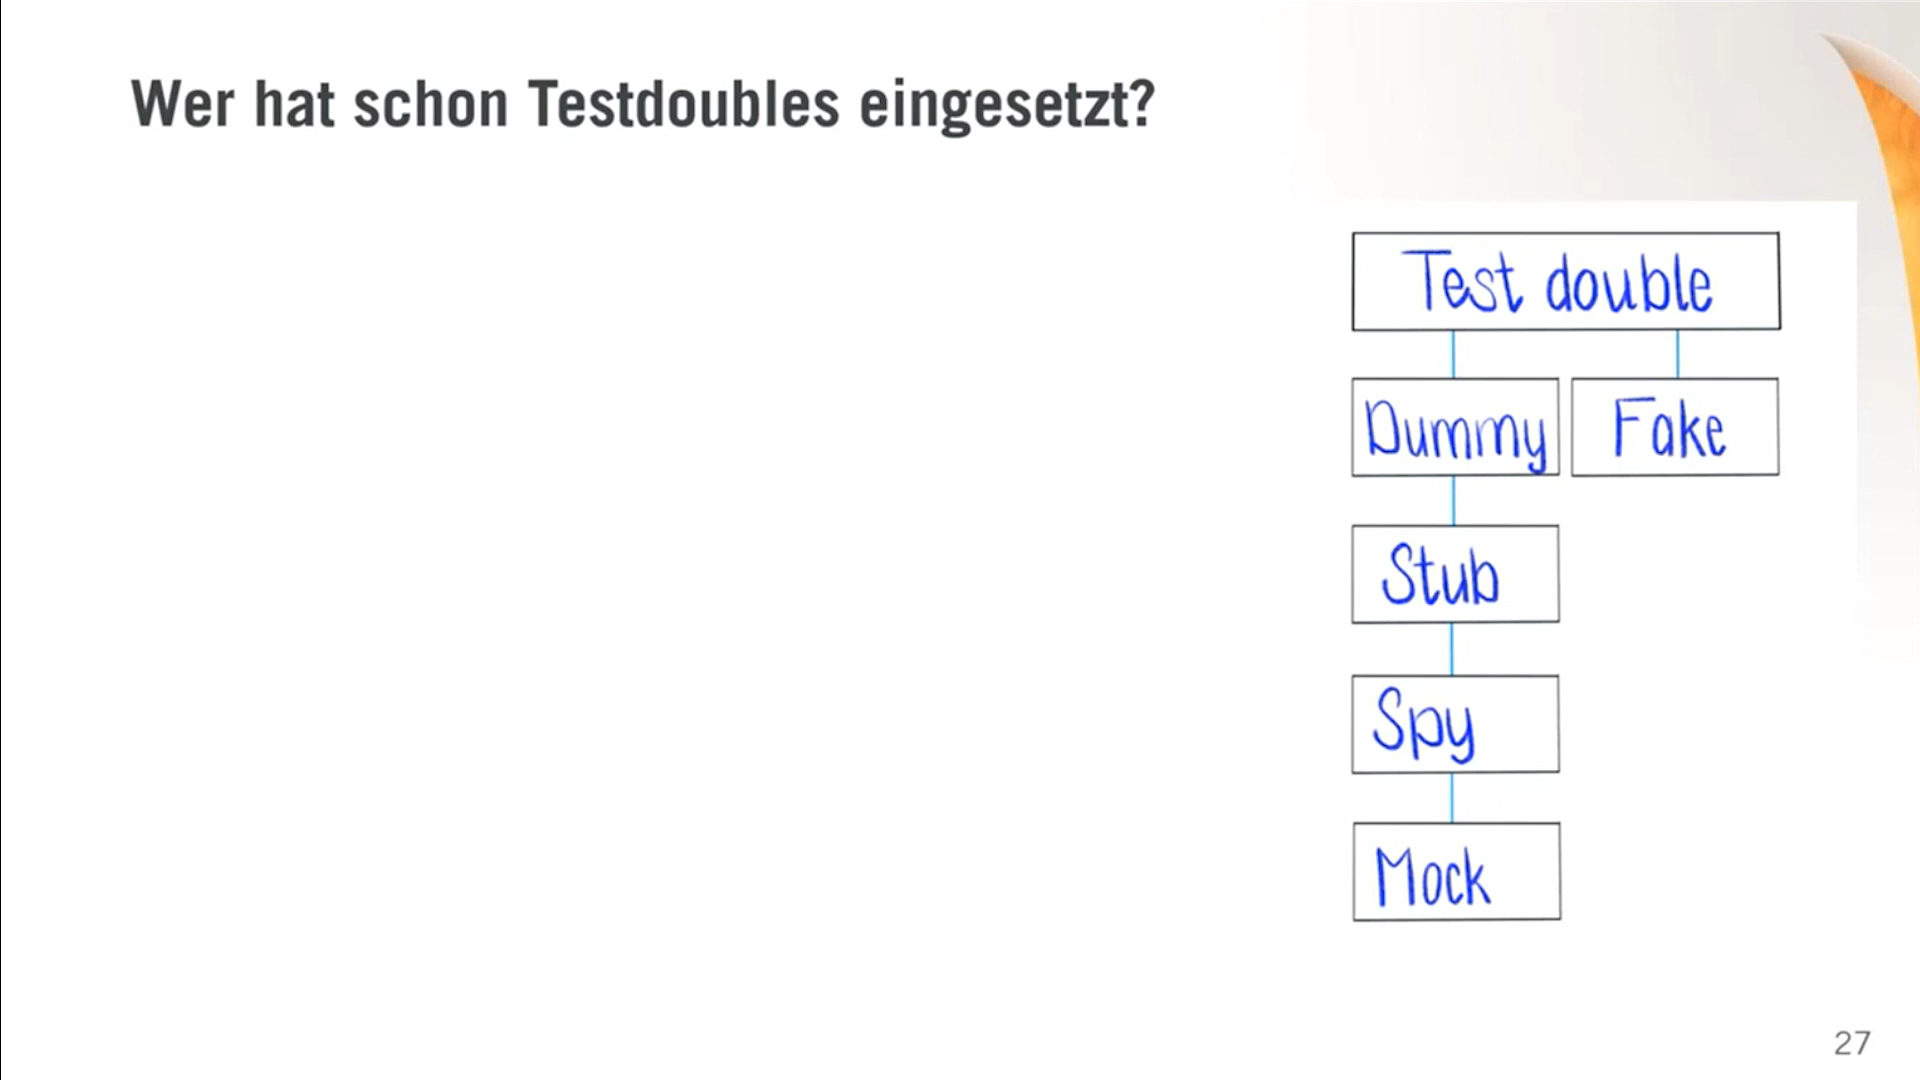 Wer hat schon Testdoubles eingesetzt?
Test double
Dummy Fake
Stub
Spy
Mock
27